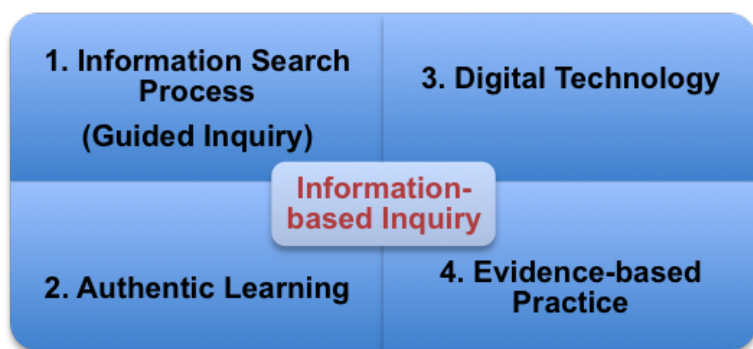 1. Information Search
Process
(Guided Inquiry)
3. Digital Technology
Information-
based Inquiry
2. Authentic Learning
4. Evidence-based
Practice